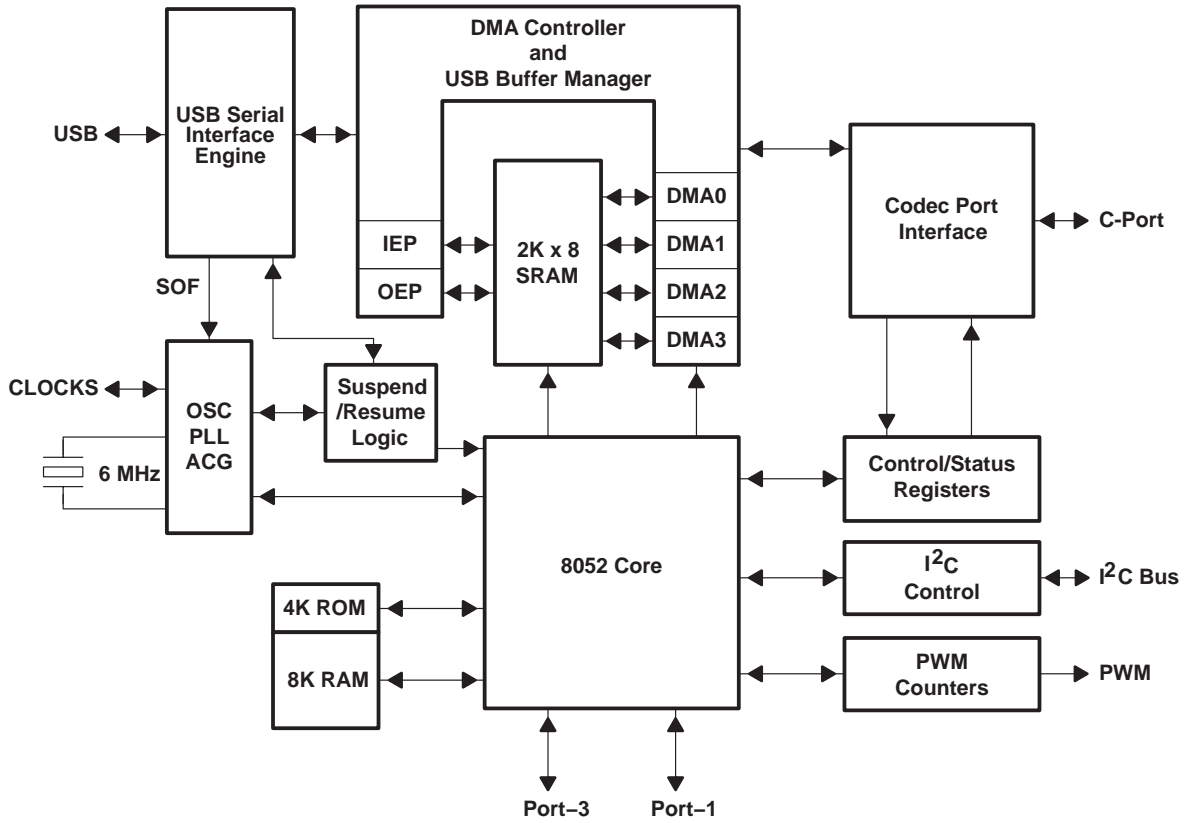 DMA Controller
and
USB Buffer Manager
USB Serial
Interface
Engine
USB
DMA0
DMA1
DMA2
DMA3
IEP
OEP
2K x 8
SRAM
Codec Port
Interface
C-Port
SOF
CLOCKS
OSC
PLL
ACG
6 MHz
Suspend
/Resume
Logic
Control/Status
Registers
8052 Core
I²C
Control
I²C Bus
4K ROM
8K RAM
PWM
Counters
PWM
Port–3
Port–1